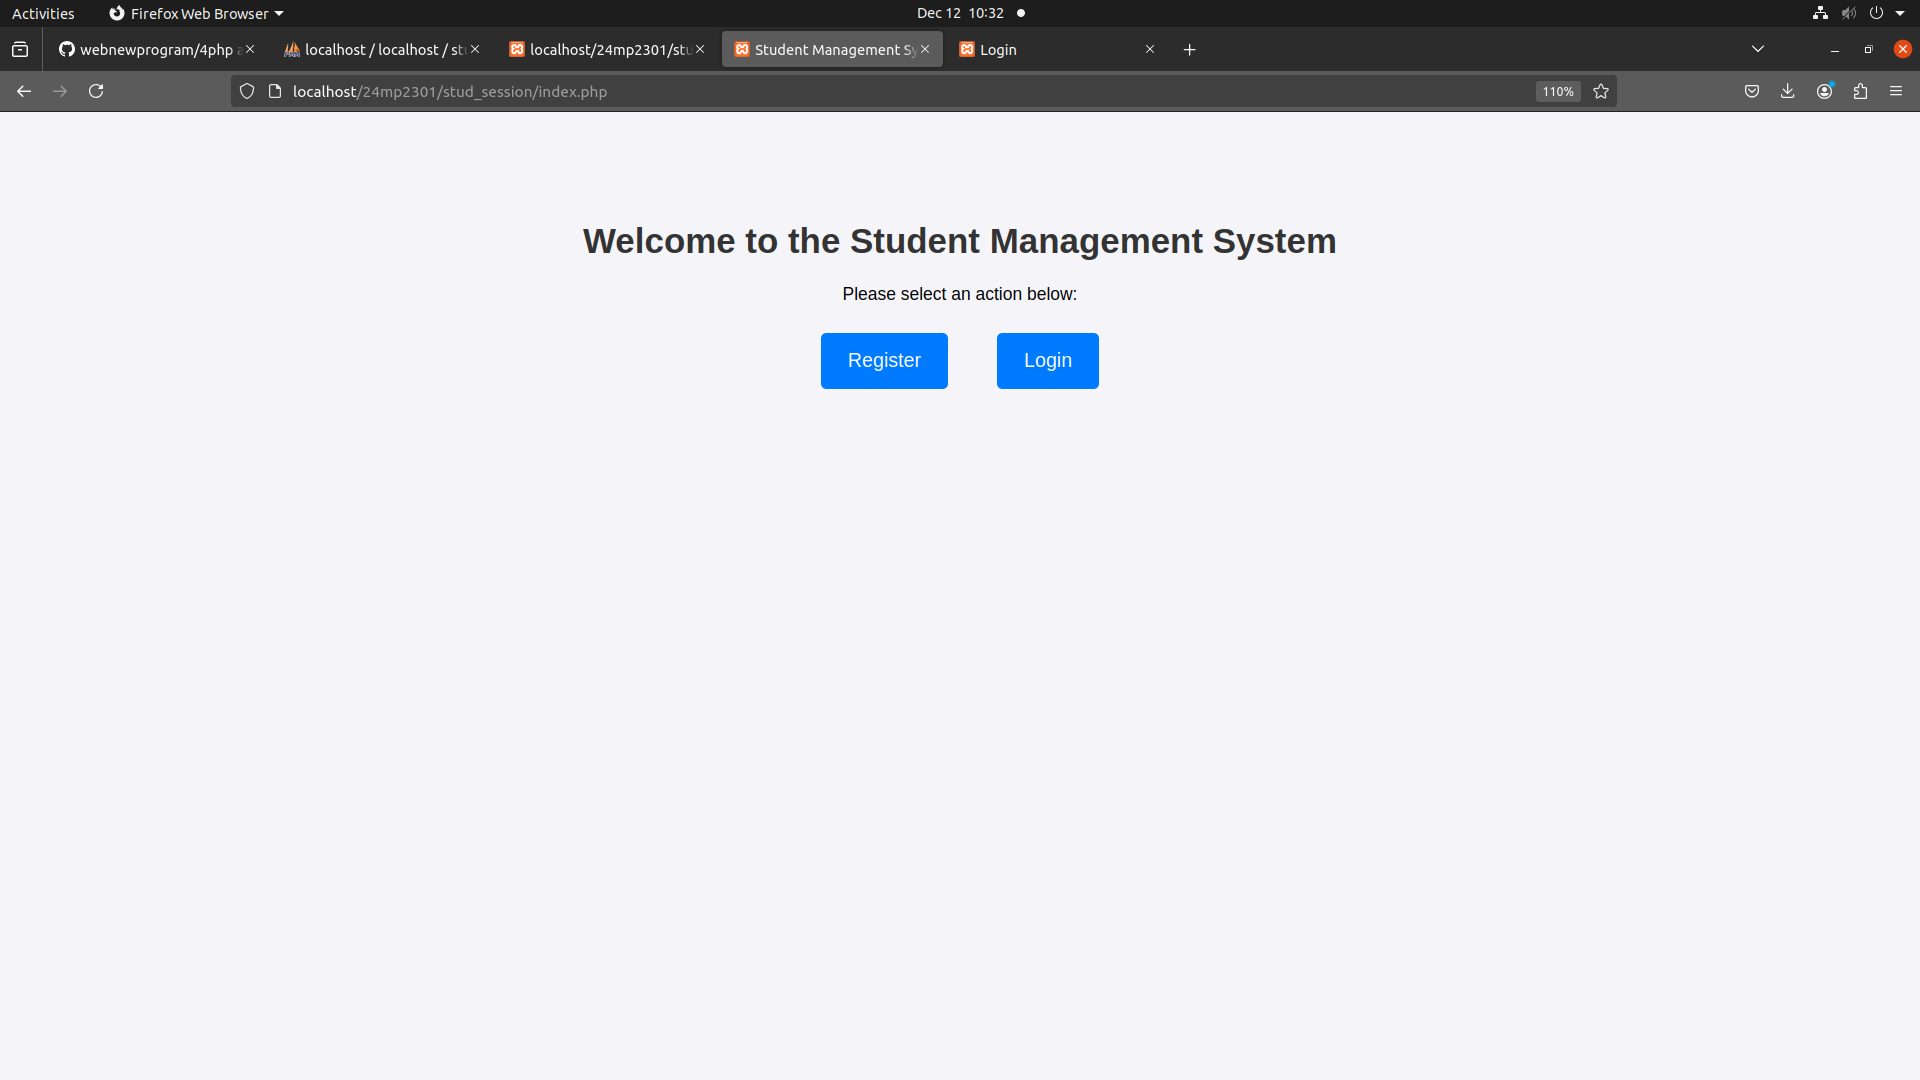 Activities Firefox Web Browser Dec 12 10:32
webnewprogram/4php localhost / localhost / stu localhost/24mp2301/stu Student Management Sy Login
localhost/24mp2301/stud_session/index.php 110%
Welcome to the Student Management System
Please select an action below:
Register Login